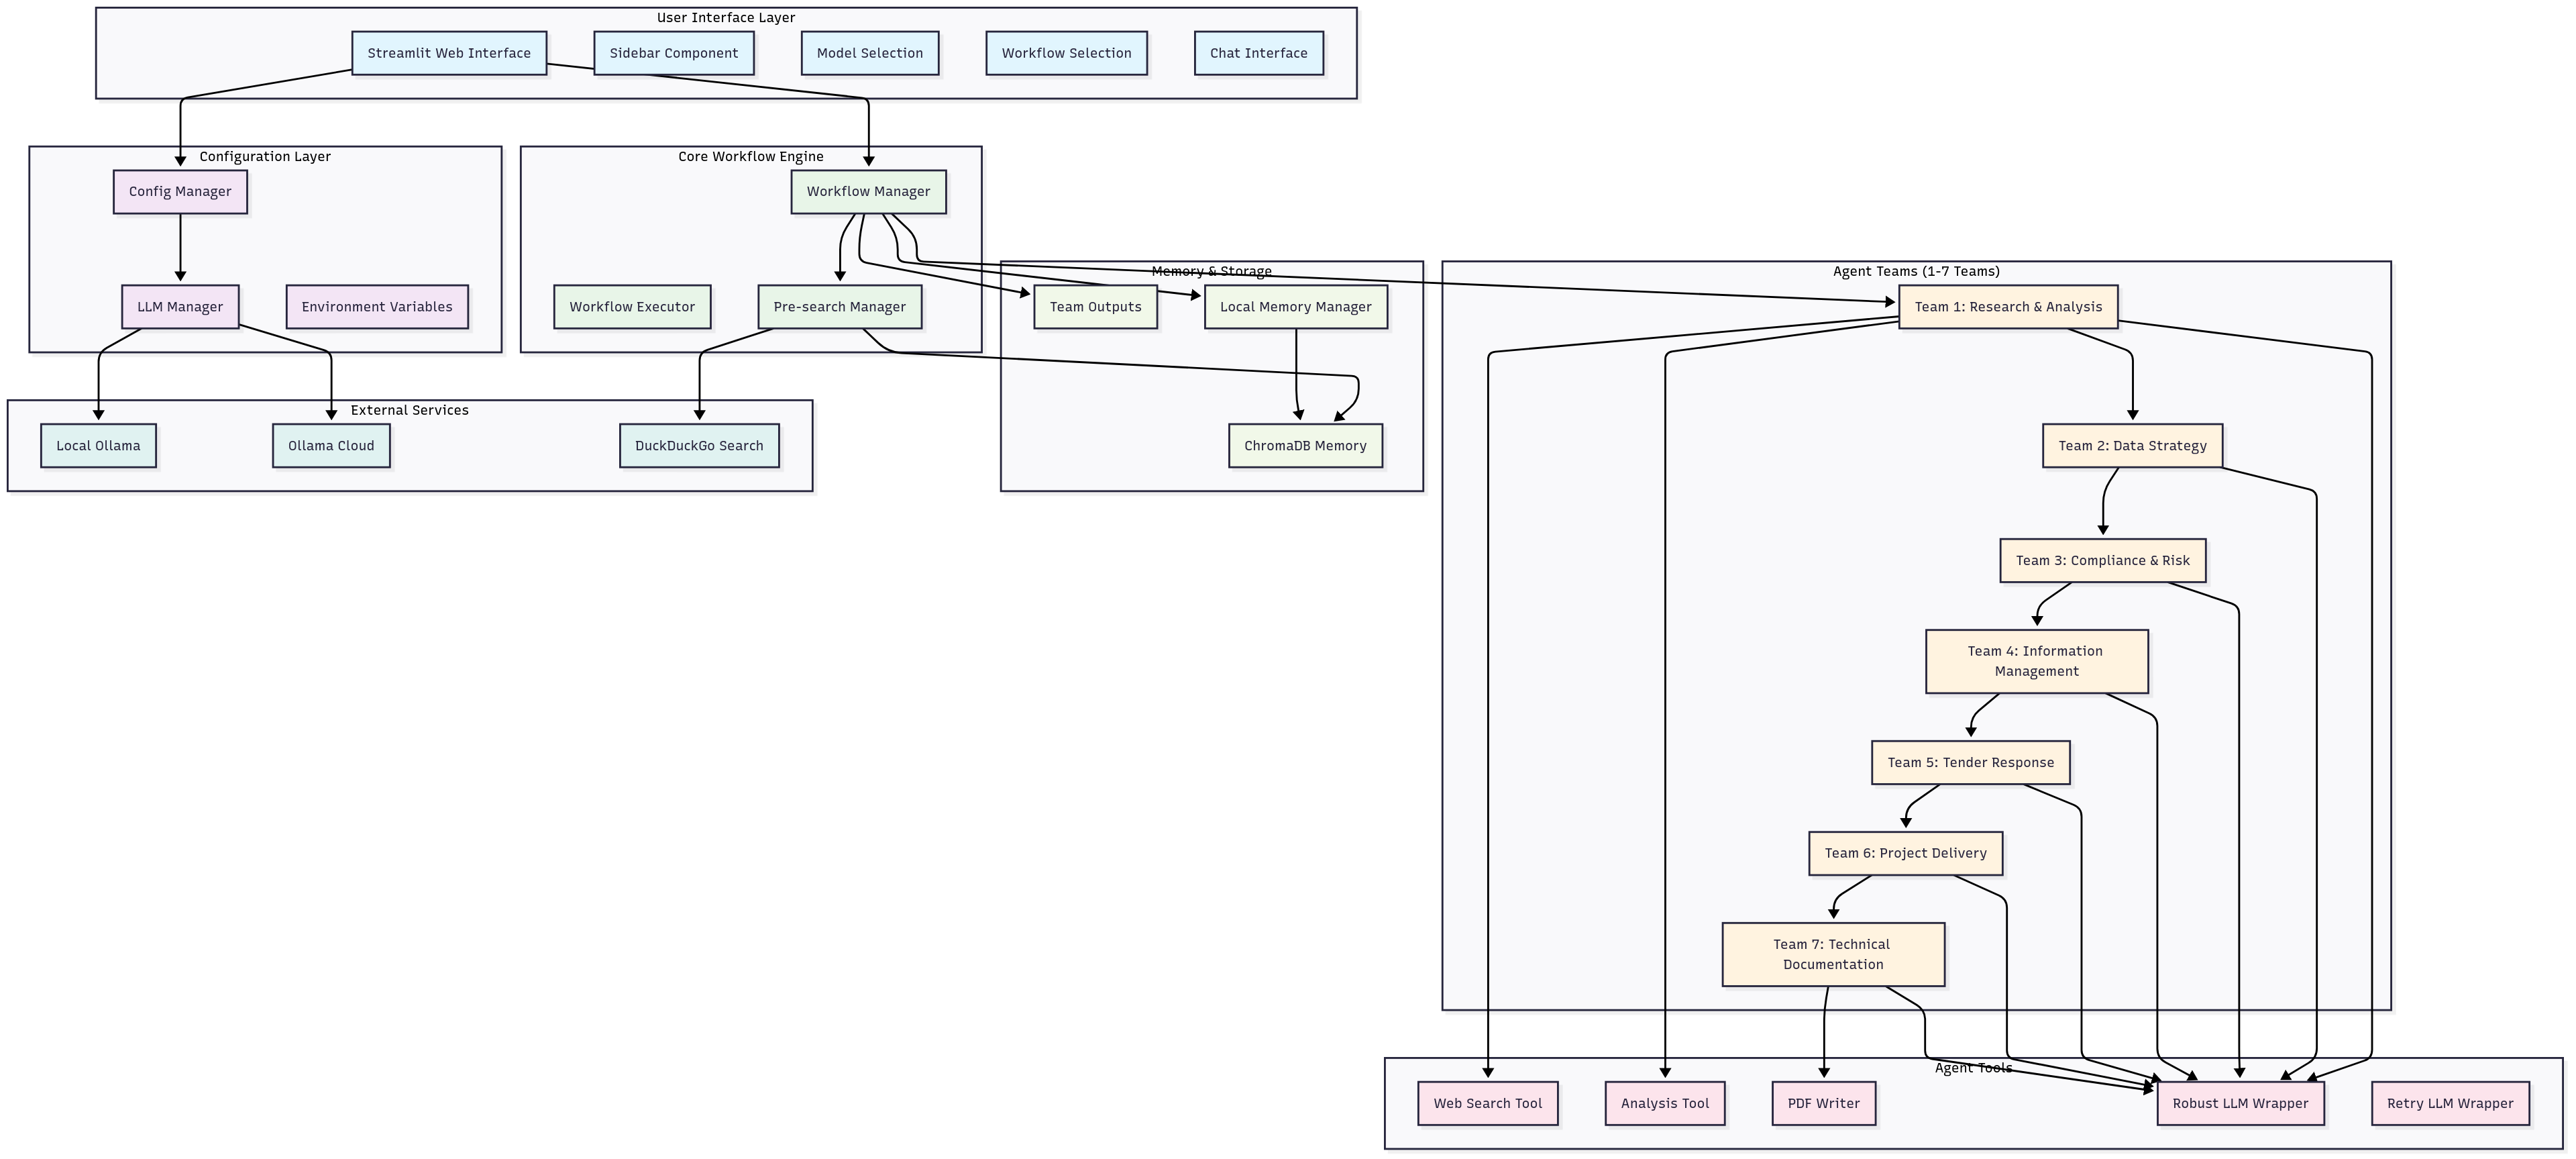 User Interface Layer
Streamlit Web Interface
Sidebar Component
Model Selection
Workflow Selection
Chat Interface
Configuration Layer
Config Manager
LLM Manager
Environment Variables
Core Workflow Engine
Workflow Manager
Workflow Executor
Pre-search Manager
Memory & Storage
Team Outputs
Local Memory Manager
ChromaDB Memory
External Services
Local Ollama
Ollama Cloud
DuckDuckGo Search
Agent Teams (1-7 Teams)
Team 1: Research & Analysis
Team 2: Data Strategy
Team 3: Compliance & Risk
Team 4: Information
Management
Team 5: Tender Response
Team 6: Project Delivery
Team 7: Technical
Documentation
Agent Tools
Web Search Tool
Analysis Tool
PDF Writer
Robust LLM Wrapper
Retry LLM Wrapper